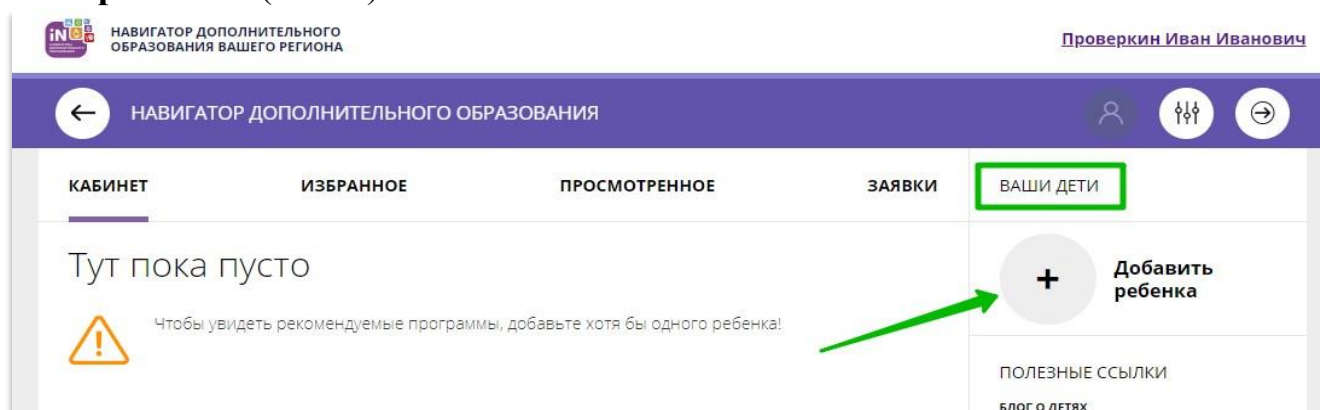 НАВИГАТОР ДОПОЛНИТЕЛЬНОГО
ОБРАЗОВАНИЯ ВАШЕГО РЕГИОНА
Проверкин Иван Иванович
НАВИГАТОР ДОПОЛНИТЕЛЬНОГО ОБРАЗОВАНИЯ
КАБИНЕТ ИЗБРАННОЕ ПРОСМОТРЕННОЕ ЗАЯВКИ
ВАШИ ДЕТИ
Тут пока пусто
Чтобы увидеть рекомендуемые программы, добавьте хотя бы одного ребенка!
Добавить
ребенка
ПОЛЕЗНЫЕ ССЫЛКИ
БЛОГ О ДЕТЯХ